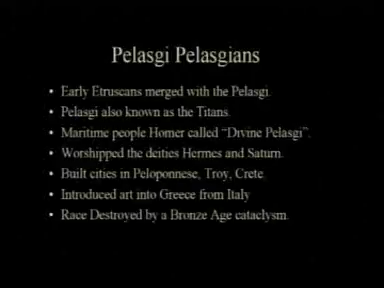 Pelasgi Pelasgians
• Early Etruscans merged with the Pelasgi.
• Pelasgi also known as the Titans.
• Maritime people Homer called “Divine Pelasgi”.
• Worshipped the deities Hermes and Saturn.
• Built cities in Peloponnese, Troy, Crete.
• Introduced art into Greece from Italy
• Race Destroyed by a Bronze Age cataclysm.